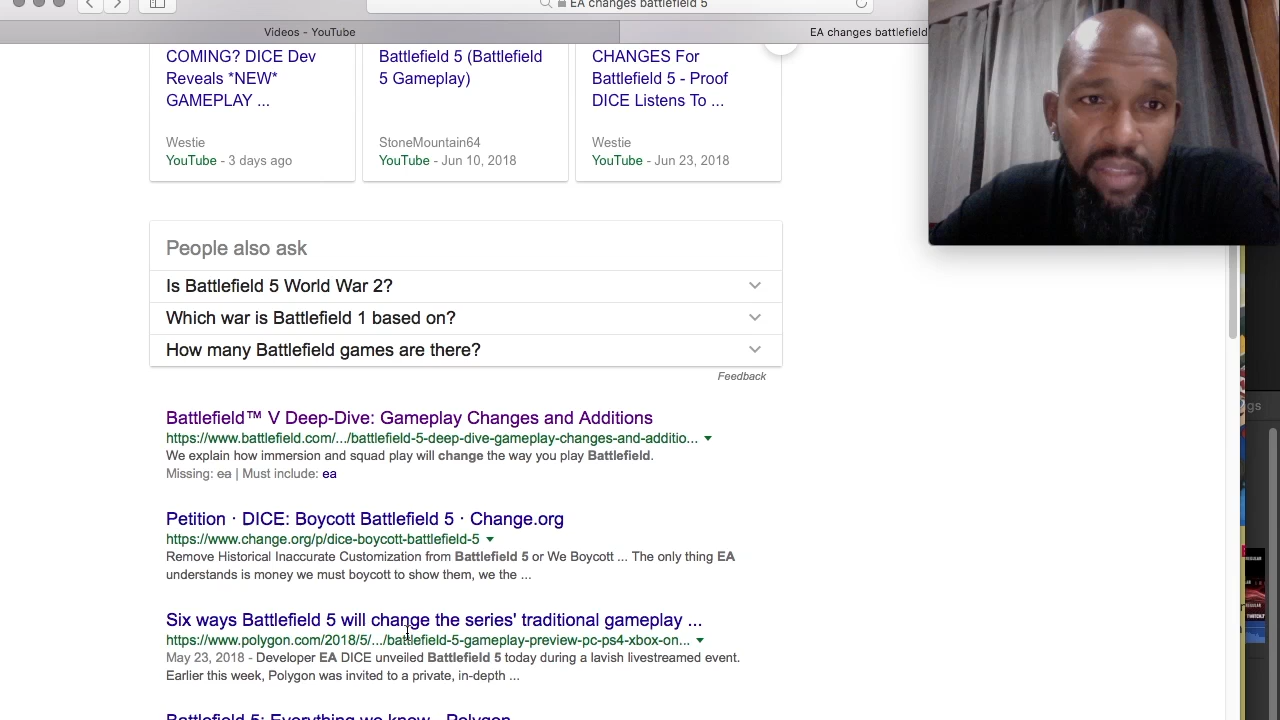 EA changes battlefield 5
Videos - YouTube
EA changes battlefield
COMING? DICE Dev
Reveals *NEW*
GAMEPLAY ...
Westie
YouTube - 3 days ago
Battlefield 5 (Battlefield
5 Gameplay)
StoneMountain64
YouTube - Jun 10, 2018
CHANGES For
Battlefield 5 - Proof
DICE Listens To ...
Westie
YouTube - Jun 23, 2018
People also ask
Is Battlefield 5 World War 2?
Which war is Battlefield 1 based on?
How many Battlefield games are there?
Feedback
Battlefield™ V Deep-Dive: Gameplay Changes and Additions
https://www.battlefield.com/.../battlefield-5-deep-dive-gameplay-changes-and-additio...
We explain how immersion and squad play will change the way you play Battlefield.
Missing: ea | Must include: ea
Petition · DICE: Boycott Battlefield 5 · Change.org
https://www.change.org/p/dice-boycott-battlefield-5
Remove Historical Inaccurate Customization from Battlefield 5 or We Boycott ... The only thing EA
understands is money we must boycott to show them, we the ...
Six ways Battlefield 5 will change the series' traditional gameplay ...
https://www.polygon.com/2018/5/.../battlefield-5-gameplay-preview-pc-ps4-xbox-on...
May 23, 2018 - Developer EA DICE unveiled Battlefield 5 today during a lavish livestreamed event.
Earlier this week, Polygon was invited to a private, in-depth ...
Battlefield 5: Everything we know - Polygon
gs